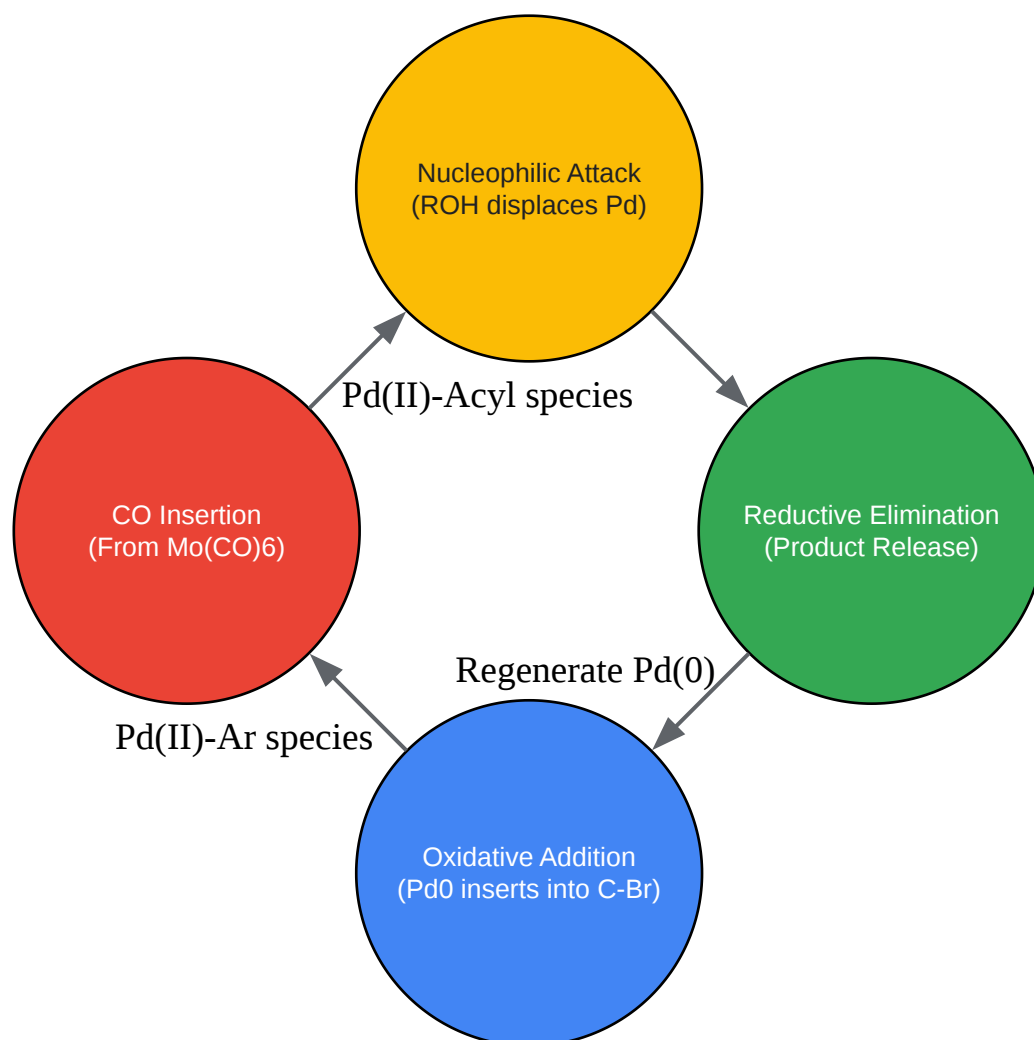 Nucleophilic Attack
(ROH displaces Pd)
Pd(II)-Acyl species
CO Insertion
(From Mo(CO)6)
Reductive Elimination
(Product Release)
Regenerate Pd(0)
Pd(II)-Ar species
Oxidative Addition
(Pd0 inserts into C-Br)